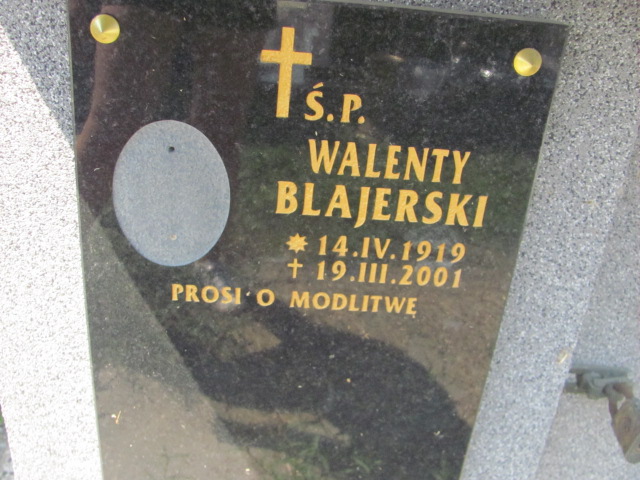 Ś.P.
WALENTY
BLAJERSKI
* 14.IV.1919
✝ 19.III.2001
PROSI O MODLITWĘ